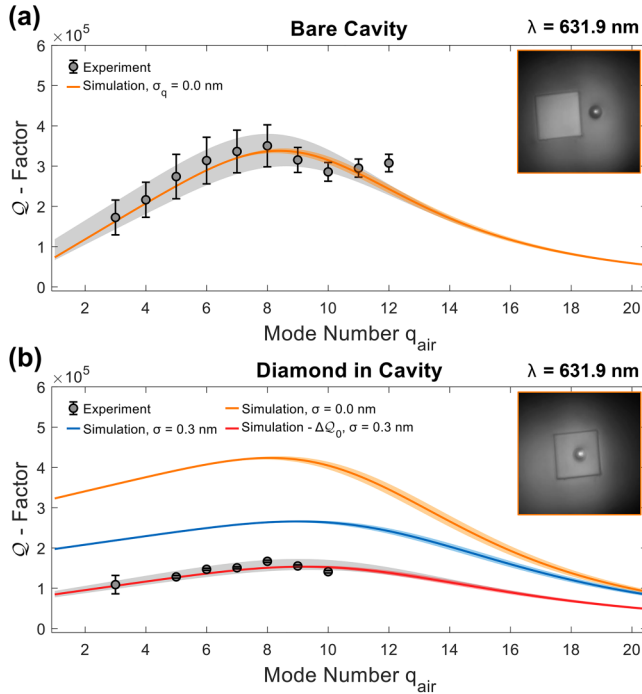 (a)
Bare Cavity
λ = 631.9 nm
×10⁵
Experiment
Simulation, σq = 0.0 nm
Q - Factor
6
5
4
3
2
1
0
2 4 6 8 10 12 14 16 18 20
Mode Number qair
(b)
Diamond in Cavity
λ = 631.9 nm
×10⁵
Experiment
Simulation, σ = 0.0 nm
Simulation, σ = 0.3 nm
Simulation - ΔQ₀, σ = 0.3 nm
Q - Factor
6
5
4
3
2
1
0
2 4 6 8 10 12 14 16 18 20
Mode Number qair